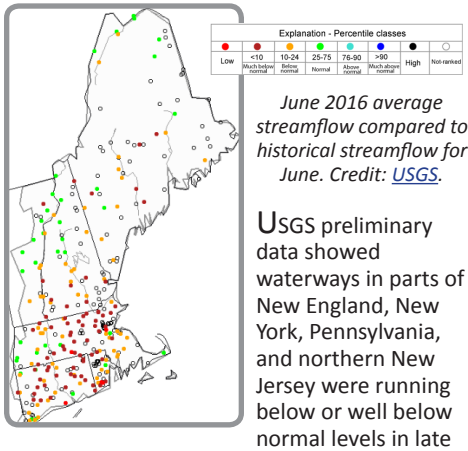 Explanation - Percentile classes
Low
<10
Much below normal
10-24
Below normal
25-75
Normal
76-90
Above normal
>90
Much above normal
High
Not-ranked
June 2016 average
streamflow compared to
historical streamflow for
June. Credit: USGS.
USGS preliminary
data showed
waterways in parts of
New England, New
York, Pennsylvania,
and northern New
Jersey were running
below or well below
normal levels in late